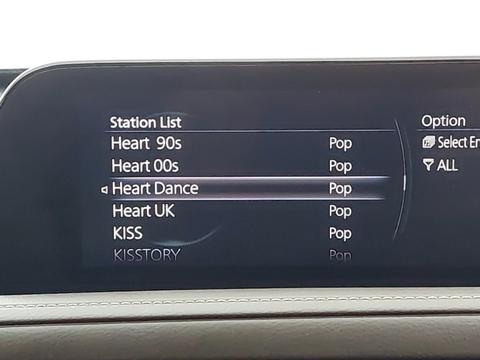 Station List
Heart 90s Pop
Heart 00s Pop
Heart Dance Pop
Heart UK Pop
KISS Pop
KISSTORY Pop
Option
Select
ALL